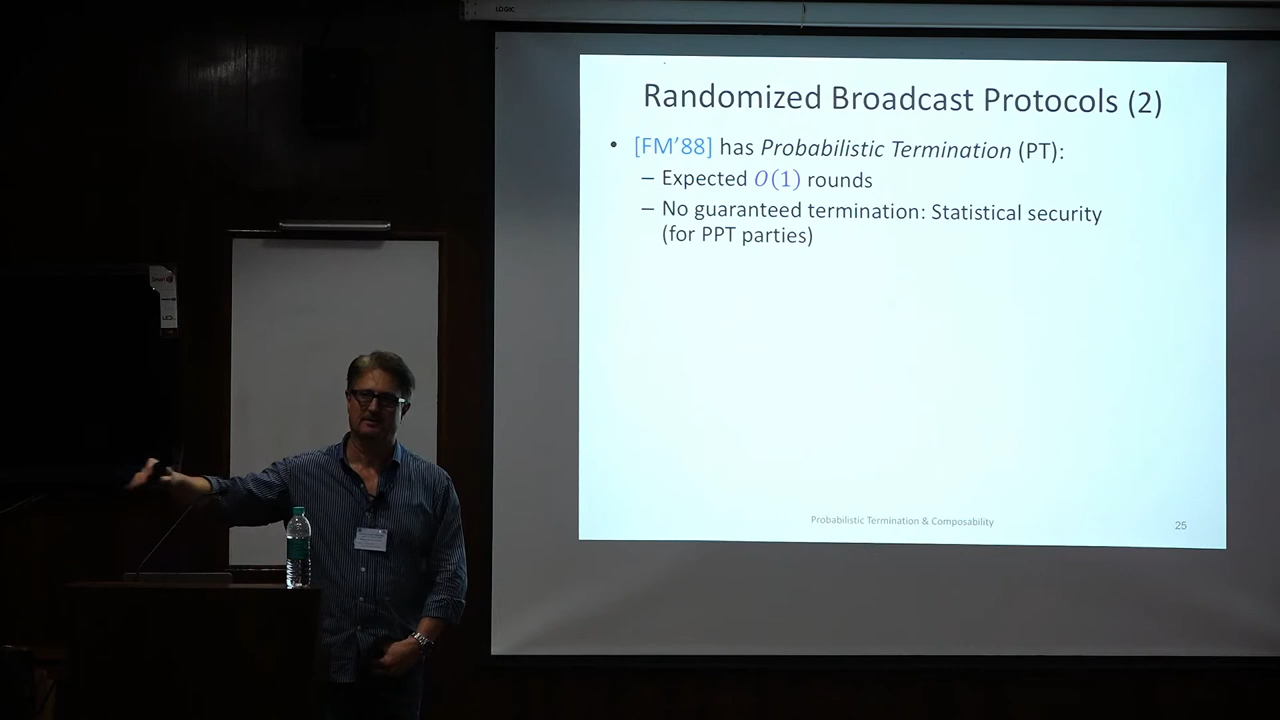 LOGIC
Randomized Broadcast Protocols (2)
• [FM'88] has Probabilistic Termination (PT):
– Expected O(1) rounds
– No guaranteed termination: Statistical security
(for PPT parties)
Probabilistic Termination & Composability
25